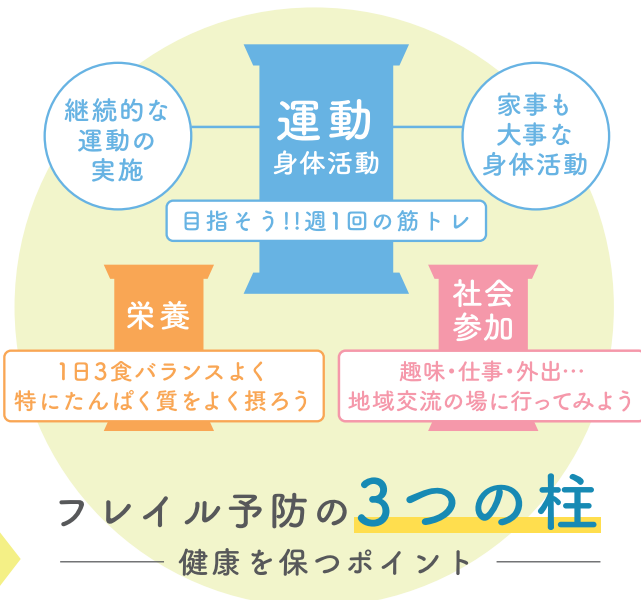 運動
身体活動
継続的な
運動の
実施
家事も
大事な
身体活動
目指そう!!週1回の筋トレ
栄養
1日3食バランスよく
特にたんぱく質をよく摂ろう
社会
参加
趣味・仕事・外出…
地域交流の場に行ってみよう
フレイル予防の3つの柱
健康を保つポイント